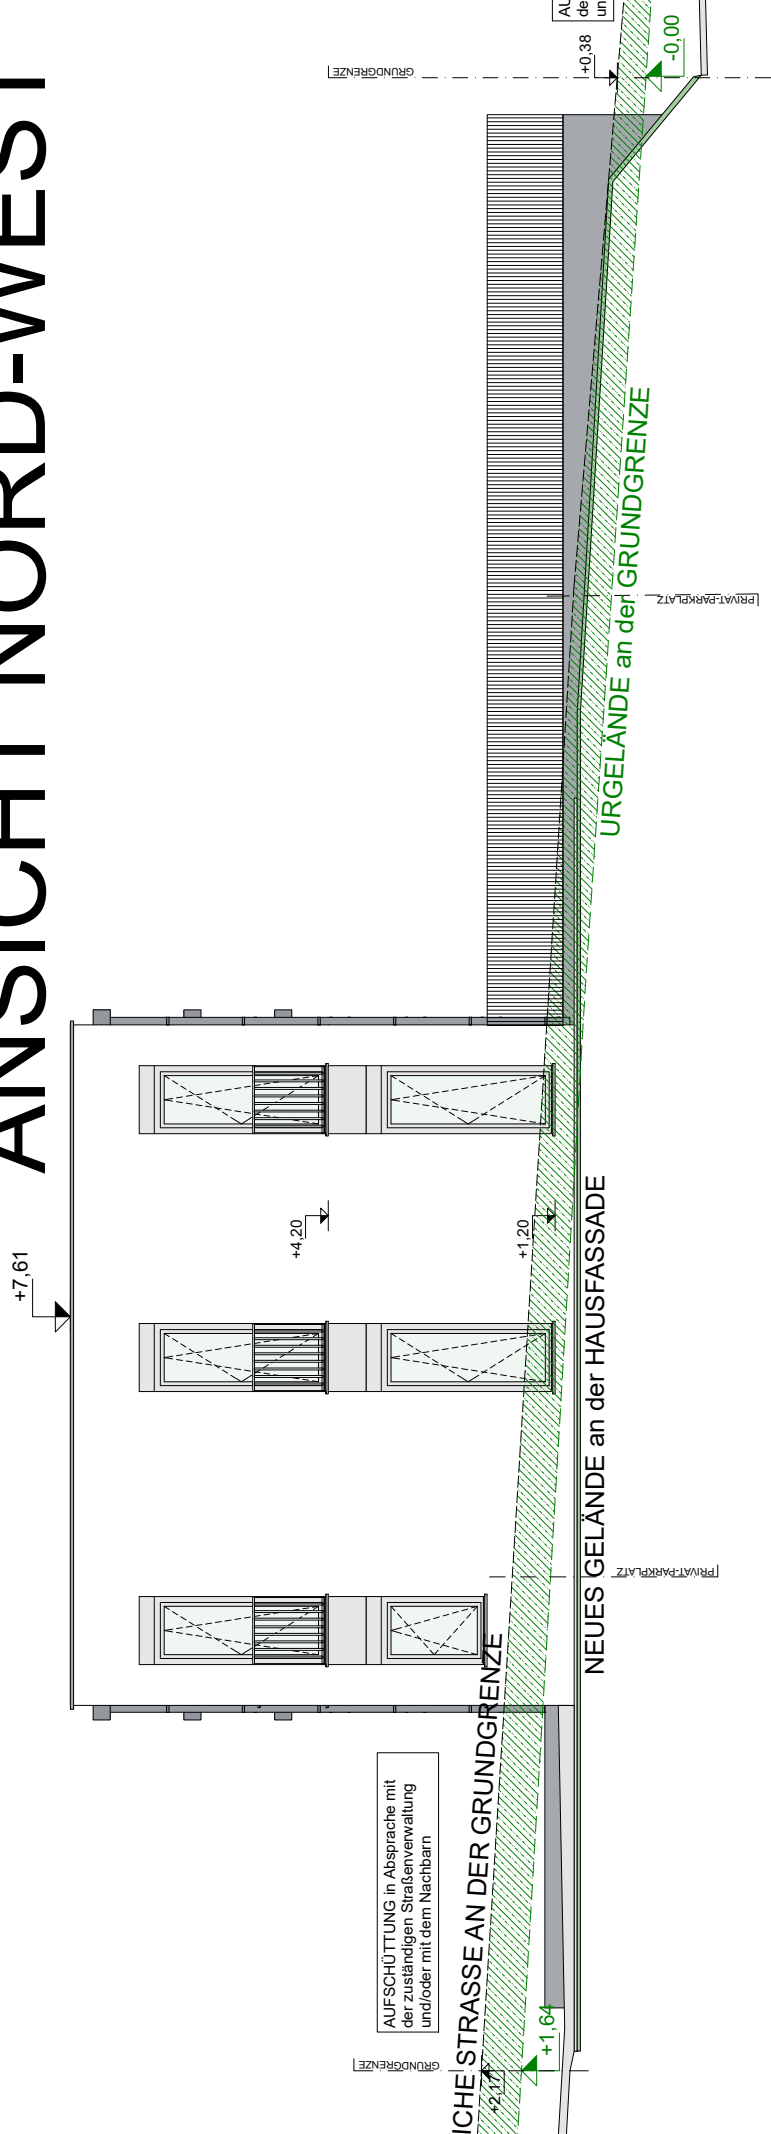 ANSICHT NORD-WEST
+7,61
GRUNDGRENZE
+0,38
-0,00
+4,20
+1,20
URGELÄNDE an der GRUNDGRENZE
PRIVAT-PARKPLATZ
NEUES GELÄNDE an der HAUSFASSADE
PRIVAT-PARKPLATZ
AUFSCHÜTTUNG in Absprache mit
der zuständigen Straßenverwaltung
und/oder mit dem Nachbarn
ICHE STRASSE AN DER GRUNDGRENZE
GRUNDGRENZE
+2,17
+1,64